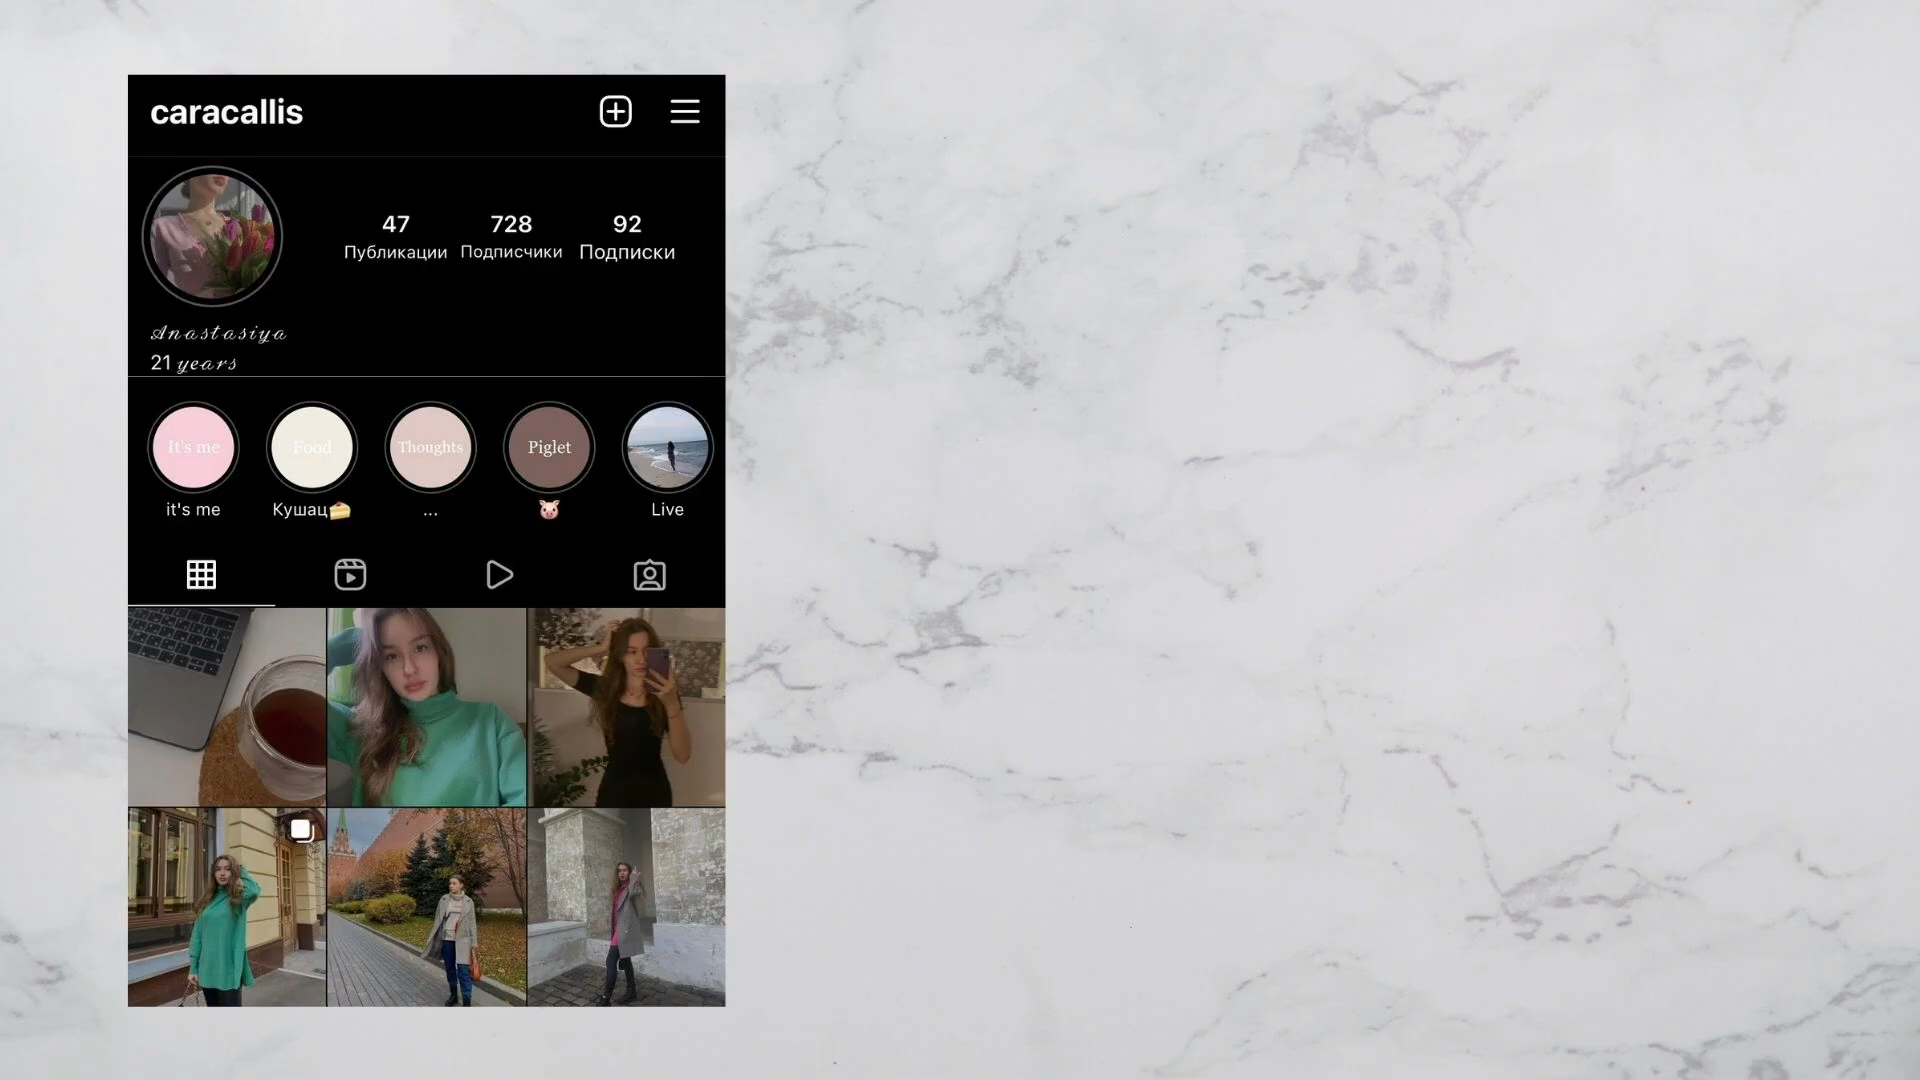 caracallis
47 728 92
Публикации Подписчики Подписки
Anastasiya
21 years
It's me Food Thoughts Piglet
it's me Кушац🍰 ... 🐷 Live